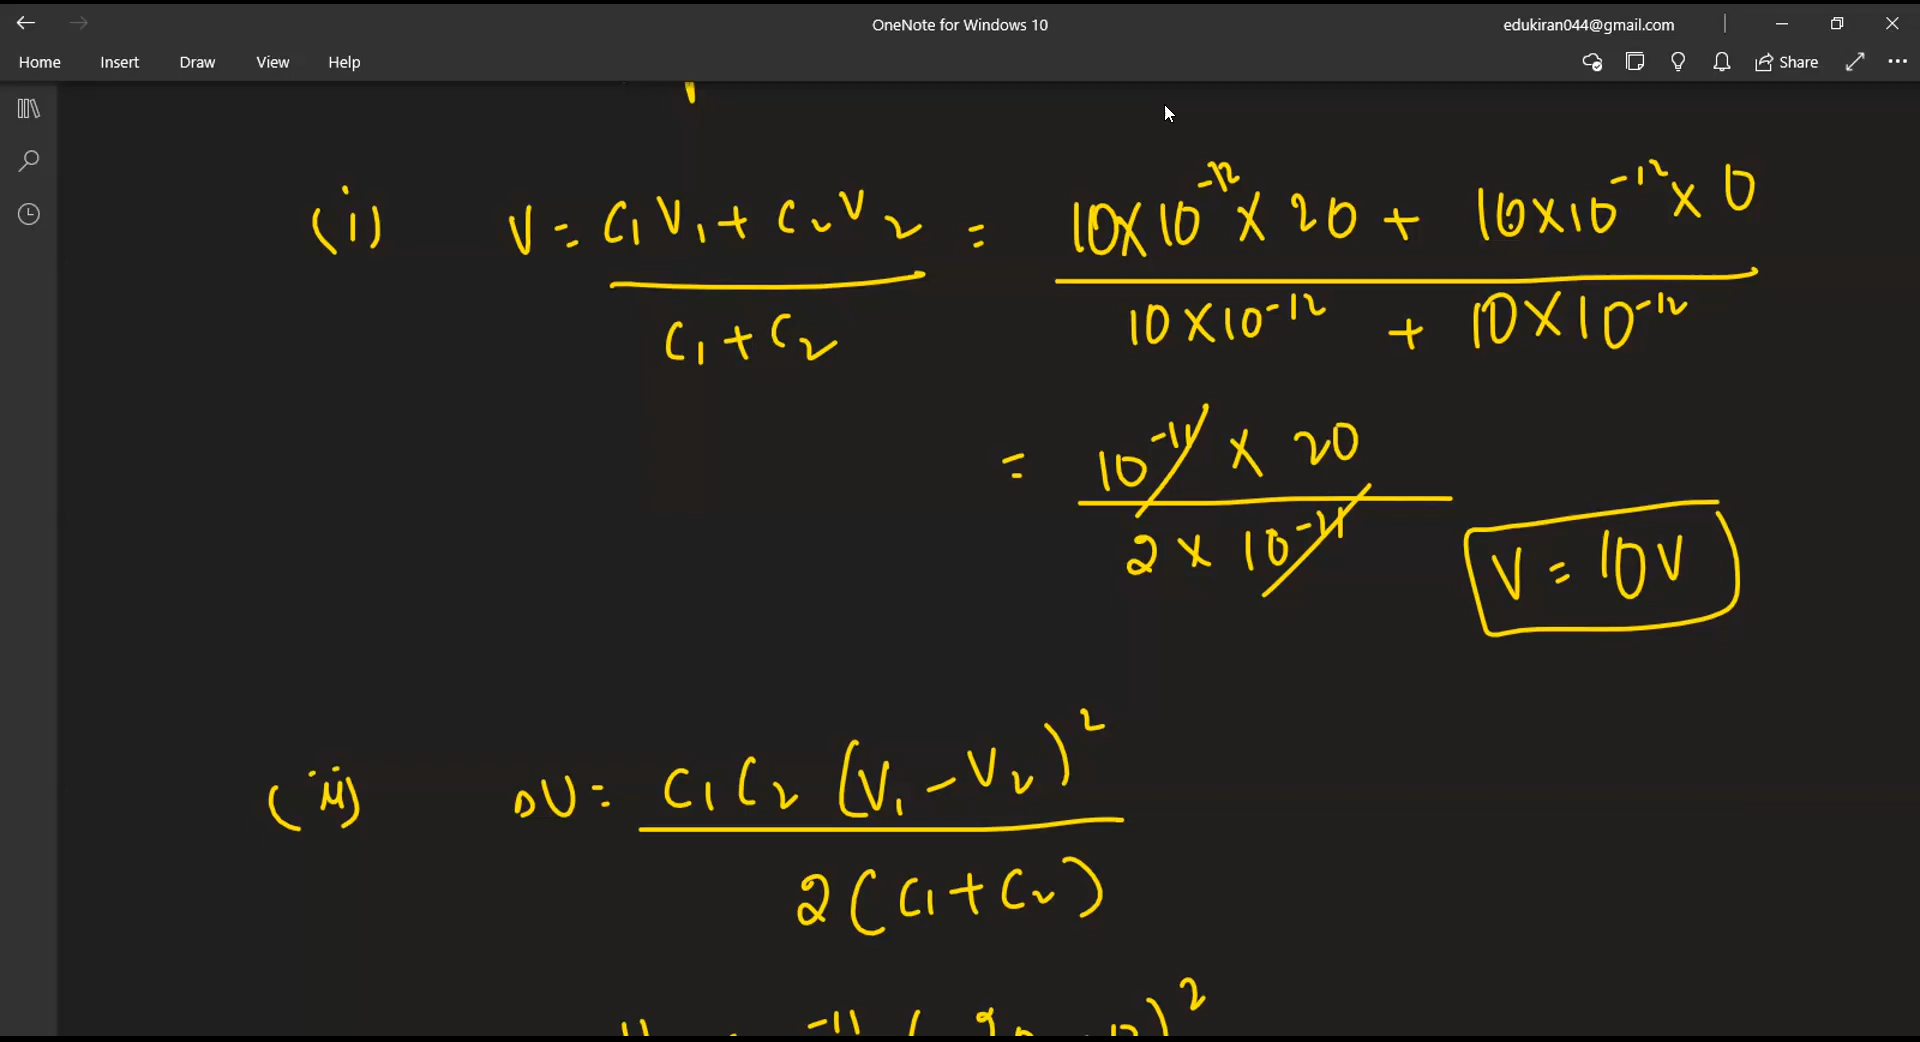 OneNote for Windows 10
edukiran044@gmail.com
Home Insert Draw View Help
Share
(i) V = C₁V₁ + C₂V₂ / C₁ + C₂ = 10×10⁻¹² × 20 + 10×10⁻¹² × 0 / 10×10⁻¹² + 10×10⁻¹²
= 10⁻¹¹ × 20 / 2 × 10⁻¹¹
V = 10V
(ii) ΔU = C₁C₂ (V₁ − V₂)² / 2(C₁ + C₂)